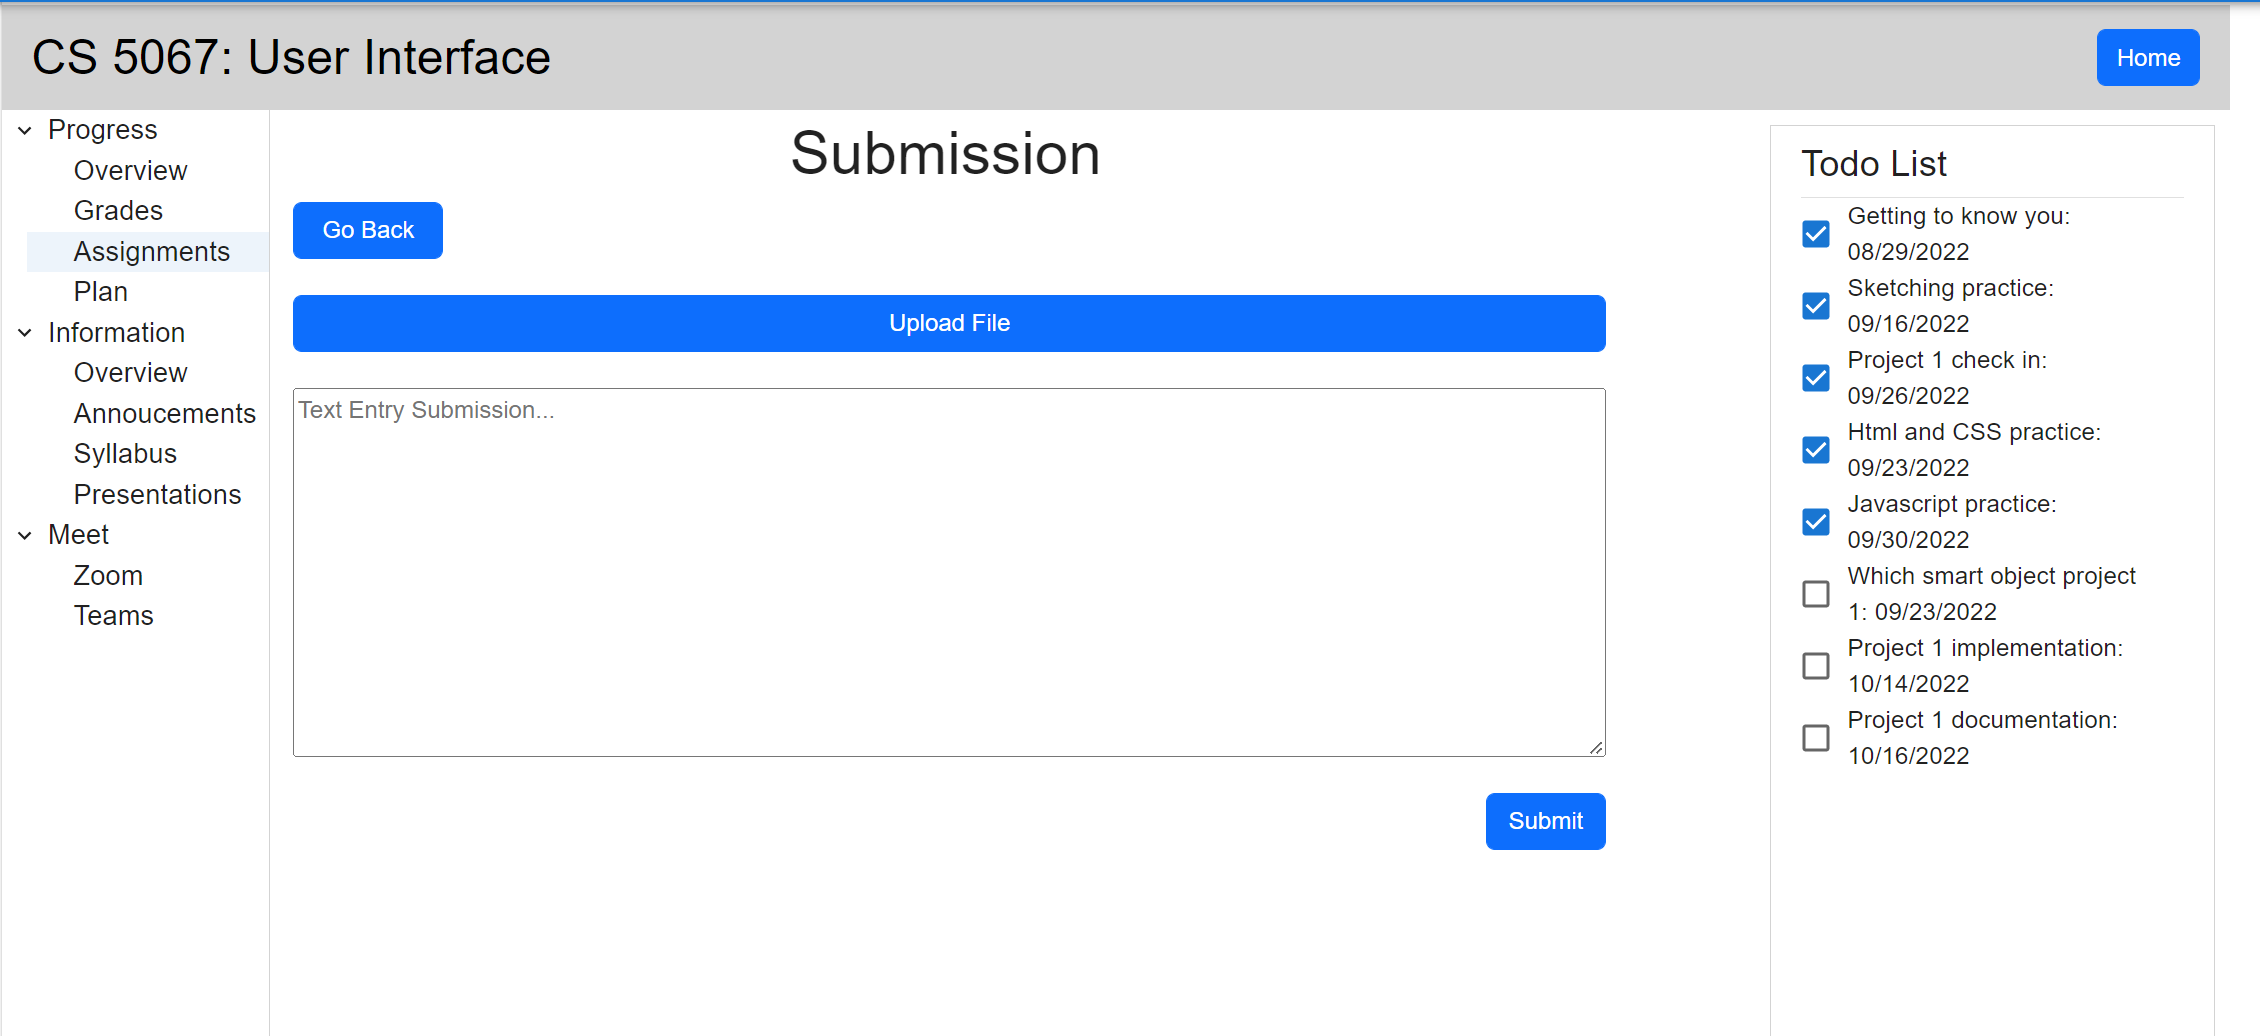 CS 5067: User Interface
Home
Progress
Overview
Grades
Assignments
Plan
Information
Overview
Annoucements
Syllabus
Presentations
Meet
Zoom
Teams
Submission
Go Back
Upload File
Text Entry Submission...
Submit
Todo List
Getting to know you:
08/29/2022
Sketching practice:
09/16/2022
Project 1 check in:
09/26/2022
Html and CSS practice:
09/23/2022
Javascript practice:
09/30/2022
Which smart object project
1: 09/23/2022
Project 1 implementation:
10/14/2022
Project 1 documentation:
10/16/2022